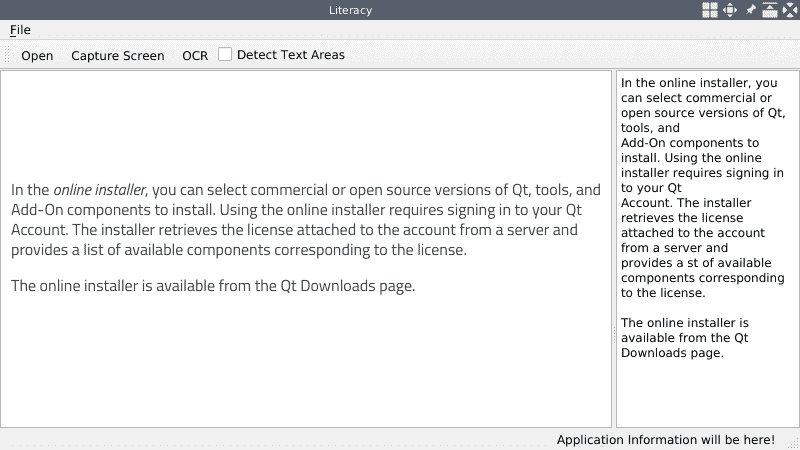 Literacy
File
Open Capture Screen OCR Detect Text Areas
In the online installer, you can select commercial or open source versions of Qt, tools, and
Add-On components to install. Using the online installer requires signing in to your Qt
Account. The installer retrieves the license attached to the account from a server and
provides a list of available components corresponding to the license.
The online installer is available from the Qt Downloads page.
In the online installer, you
can select commercial or
open source versions of Qt,
tools, and
Add-On components to
install. Using the online
installer requires signing in
to your Qt
Account. The installer
retrieves the license
attached to the account
from a server and
provides a st of available
components corresponding
to the license.
The online installer is
available from the Qt
Downloads page.
Application Information will be here!